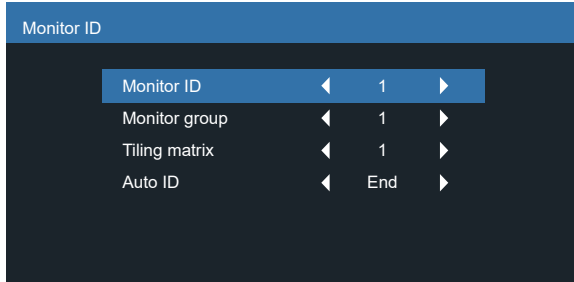 Monitor ID
Monitor ID 1
Monitor group 1
Tiling matrix 1
Auto ID End